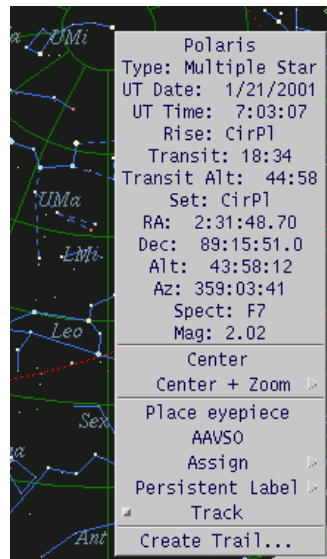 α UMi
Polaris
Type: Multiple Star
UT Date: 1/21/2001
UT Time: 7:03:07
Rise: CirPl
Transit: 18:34
Transit Alt: 44:58
Set: CirPl
RA: 2:31:48.70
Dec: 89:15:51.0
Alt: 43:58:12
Az: 359:03:41
Spect: F7
Mag: 2.02
Center
Center + Zoom
Place eyepiece
AAVSO
Assign
Persistent Label
Track
Create Trail...
UMa
LMi
Leo
Sex
α
Ant